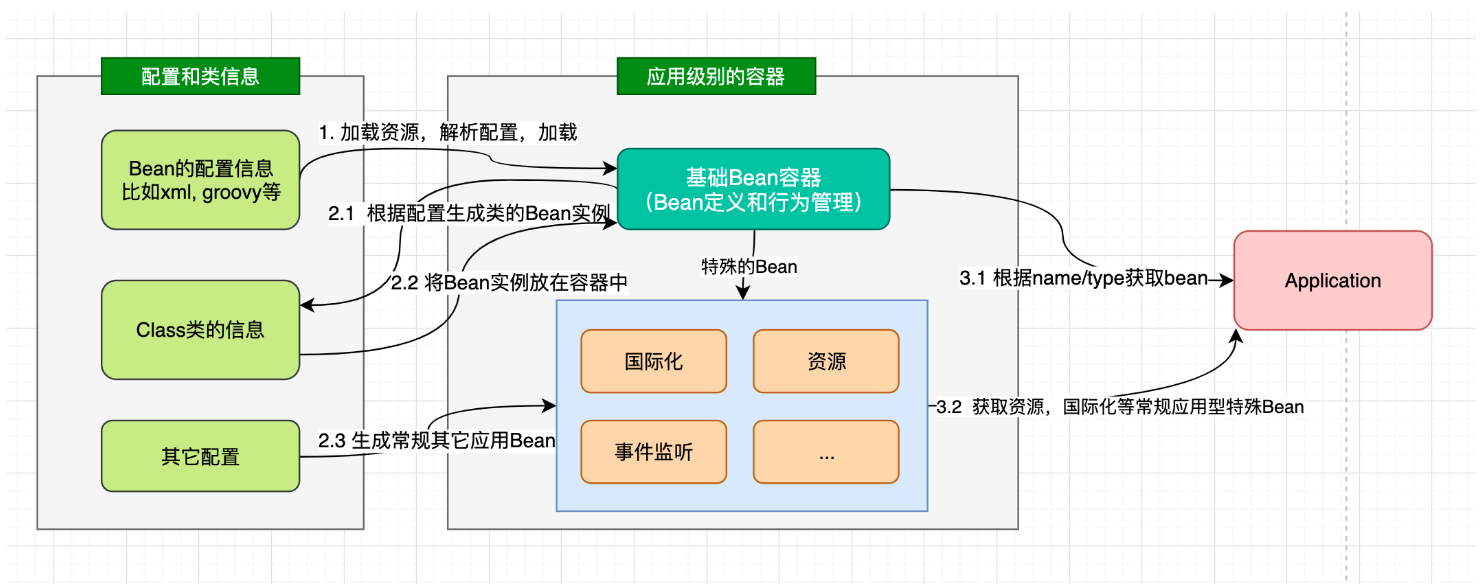 配置和类信息
应用级别的容器
1. 加载资源，解析配置，加载
Bean的配置信息
比如xml, groovy等
基础Bean容器
（Bean定义和行为管理）
2.1 根据配置生成类的Bean实例
特殊的Bean
2.2 将Bean实例放在容器中
3.1 根据name/type获取bean
Application
Class类的信息
国际化
资源
3.2 获取资源，国际化等常规应用型特殊Bean
2.3 生成常规其它应用Bean
其它配置
事件监听
...